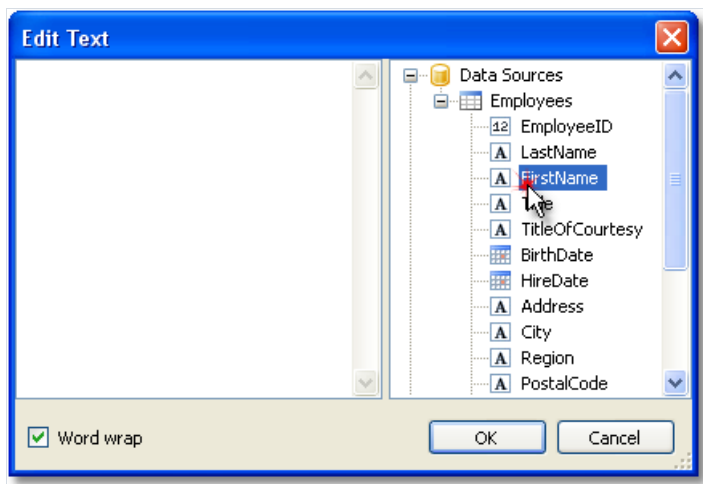 Edit Text
Data Sources
Employees
12 EmployeeID
A LastName
A FirstName
A Title
A TitleOfCourtesy
BirthDate
HireDate
A Address
A City
A Region
A PostalCode
Word wrap
OK
Cancel